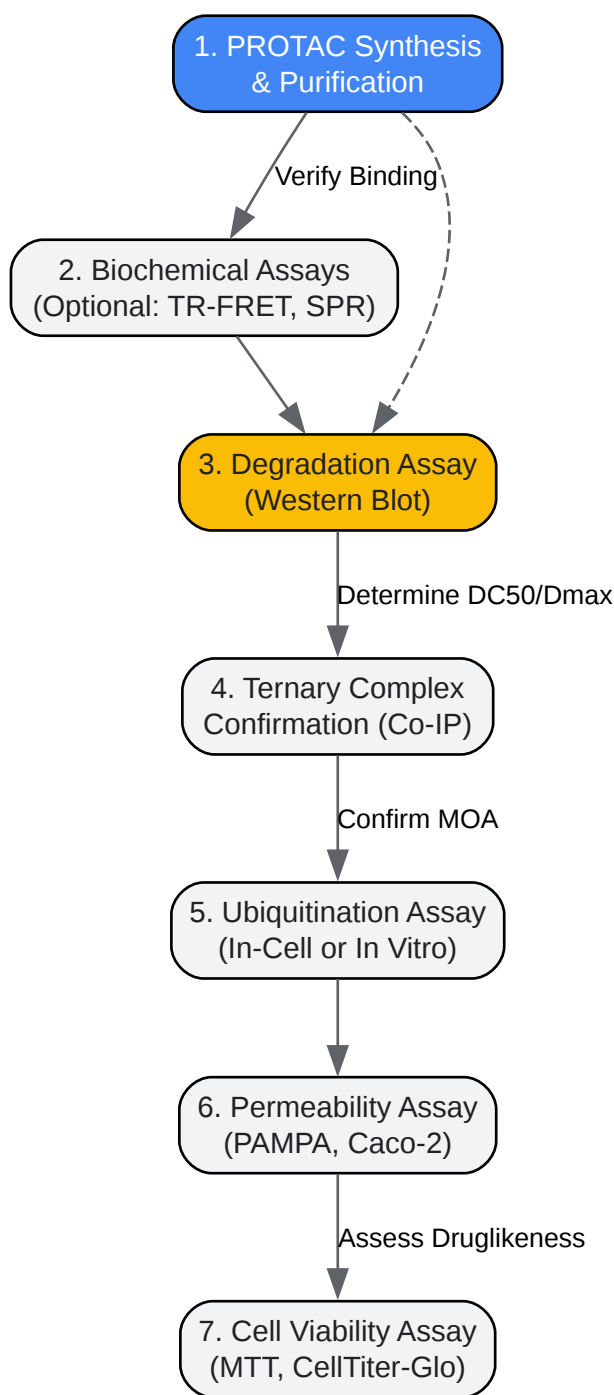 1. PROTAC Synthesis
& Purification
Verify Binding
2. Biochemical Assays
(Optional: TR-FRET, SPR)
3. Degradation Assay
(Western Blot)
Determine DC50/Dmax
4. Ternary Complex
Confirmation (Co-IP)
Confirm MOA
5. Ubiquitination Assay
(In-Cell or In Vitro)
6. Permeability Assay
(PAMPA, Caco-2)
Assess Druglikeness
7. Cell Viability Assay
(MTT, CellTiter-Glo)